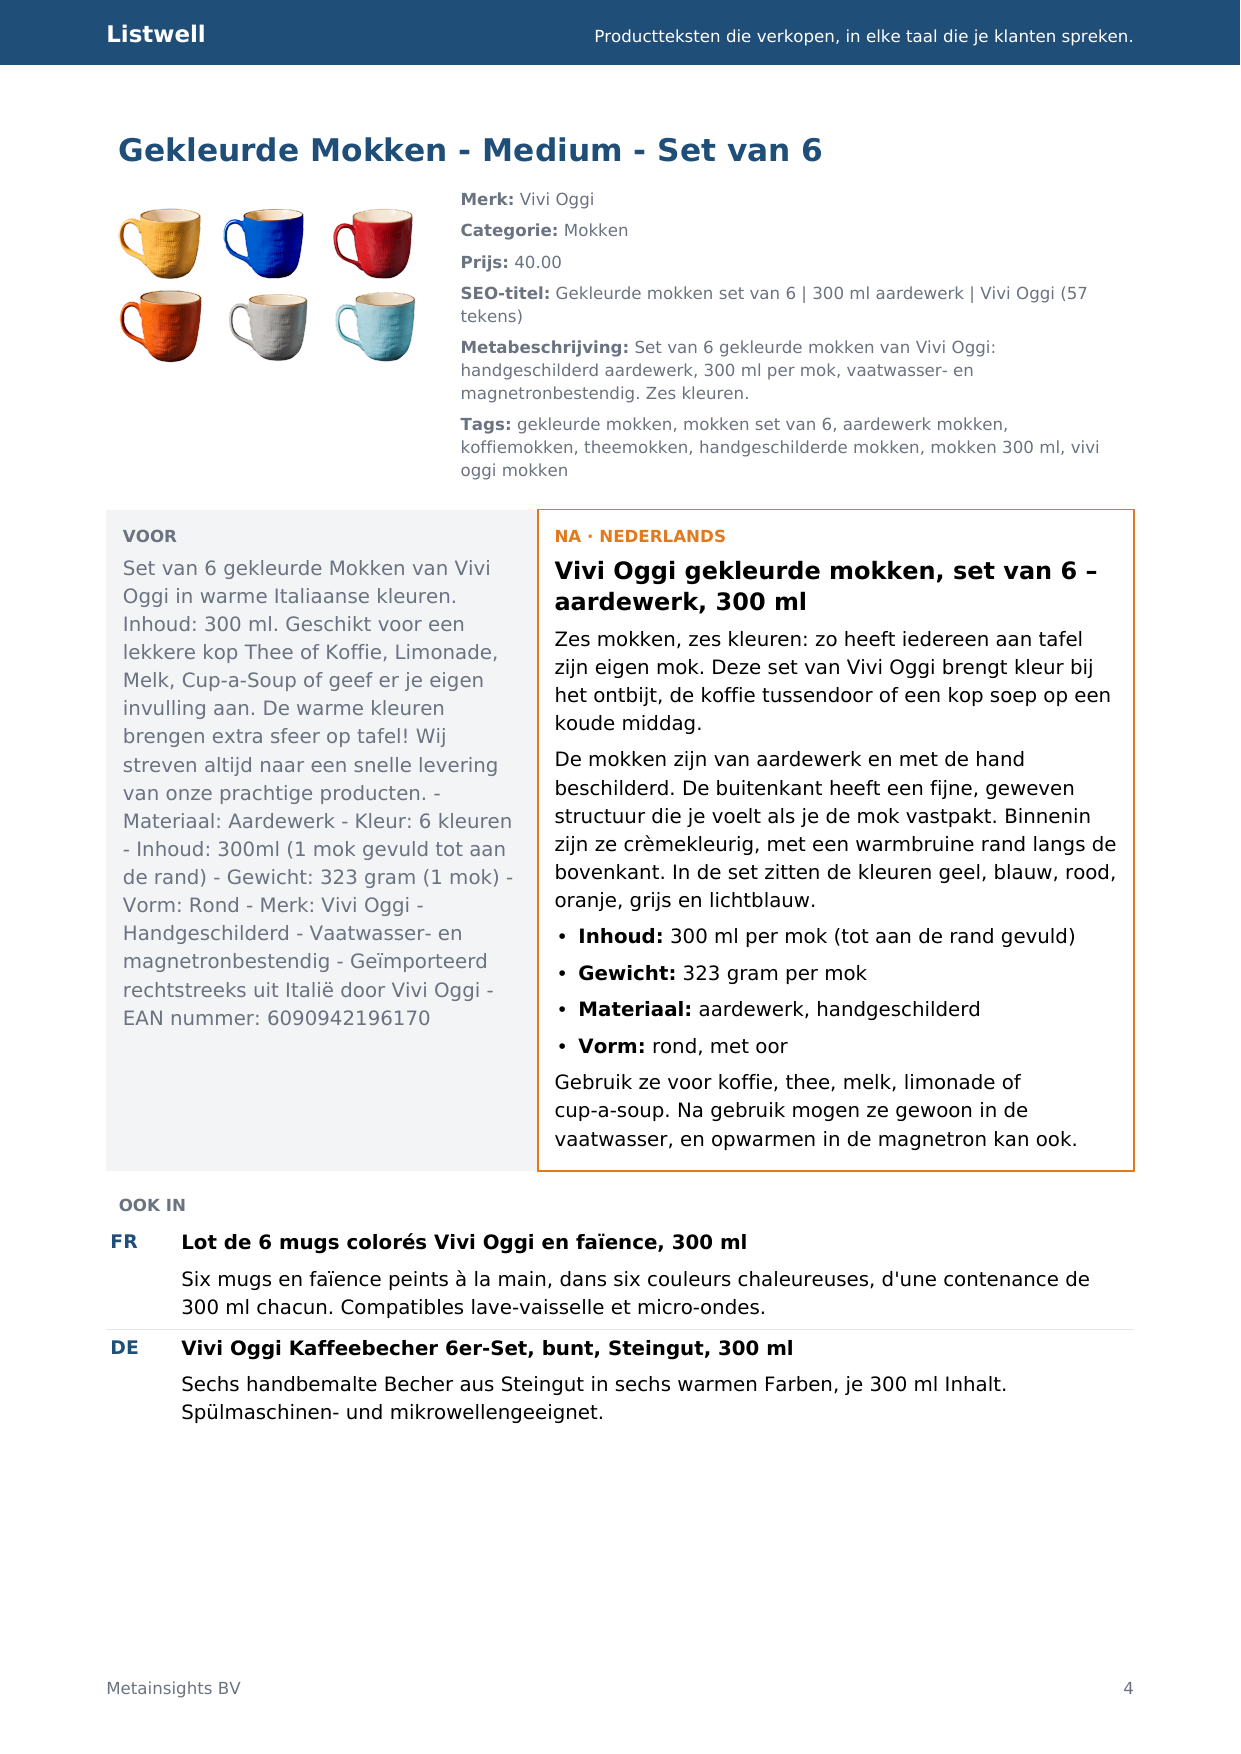 Listwell
Productteksten die verkopen, in elke taal die je klanten spreken.
Gekleurde Mokken - Medium - Set van 6
Merk: Vivi Oggi
Categorie: Mokken
Prijs: 40.00
SEO-titel: Gekleurde mokken set van 6 | 300 ml aardewerk | Vivi Oggi (57
tekens)
Metabeschrijving: Set van 6 gekleurde mokken van Vivi Oggi:
handgeschilderd aardewerk, 300 ml per mok, vaatwasser- en
magnetronbestendig. Zes kleuren.
Tags: gekleurde mokken, mokken set van 6, aardewerk mokken,
koffiemokken, theemokken, handgeschilderde mokken, mokken 300 ml, vivi
oggi mokken
VOOR
Set van 6 gekleurde Mokken van Vivi
Oggi in warme Italiaanse kleuren.
Inhoud: 300 ml. Geschikt voor een
lekkere kop Thee of Koffie, Limonade,
Melk, Cup-a-Soup of geef er je eigen
invulling aan. De warme kleuren
brengen extra sfeer op tafel! Wij
streven altijd naar een snelle levering
van onze prachtige producten. -
Materiaal: Aardewerk - Kleur: 6 kleuren
- Inhoud: 300ml (1 mok gevuld tot aan
de rand) - Gewicht: 323 gram (1 mok) -
Vorm: Rond - Merk: Vivi Oggi -
Handgeschilderd - Vaatwasser- en
magnetronbestendig - Geïmporteerd
rechtstreeks uit Italië door Vivi Oggi -
EAN nummer: 6090942196170
NA · NEDERLANDS
Vivi Oggi gekleurde mokken, set van 6 –
aardewerk, 300 ml
Zes mokken, zes kleuren: zo heeft iedereen aan tafel
zijn eigen mok. Deze set van Vivi Oggi brengt kleur bij
het ontbijt, de koffie tussendoor of een kop soep op een
koude middag.
De mokken zijn van aardewerk en met de hand
beschilderd. De buitenkant heeft een fijne, geweven
structuur die je voelt als je de mok vastpakt. Binnenin
zijn ze crèmekleurig, met een warmbruine rand langs de
bovenkant. In de set zitten de kleuren geel, blauw, rood,
oranje, grijs en lichtblauw.
• Inhoud: 300 ml per mok (tot aan de rand gevuld)
• Gewicht: 323 gram per mok
• Materiaal: aardewerk, handgeschilderd
• Vorm: rond, met oor
Gebruik ze voor koffie, thee, melk, limonade of
cup-a-soup. Na gebruik mogen ze gewoon in de
vaatwasser, en opwarmen in de magnetron kan ook.
OOK IN
FR
Lot de 6 mugs colorés Vivi Oggi en faïence, 300 ml
Six mugs en faïence peints à la main, dans six couleurs chaleureuses, d'une contenance de
300 ml chacun. Compatibles lave-vaisselle et micro-ondes.
DE
Vivi Oggi Kaffeebecher 6er-Set, bunt, Steingut, 300 ml
Sechs handbemalte Becher aus Steingut in sechs warmen Farben, je 300 ml Inhalt.
Spülmaschinen- und mikrowellengeeignet.
Metainsights BV
4